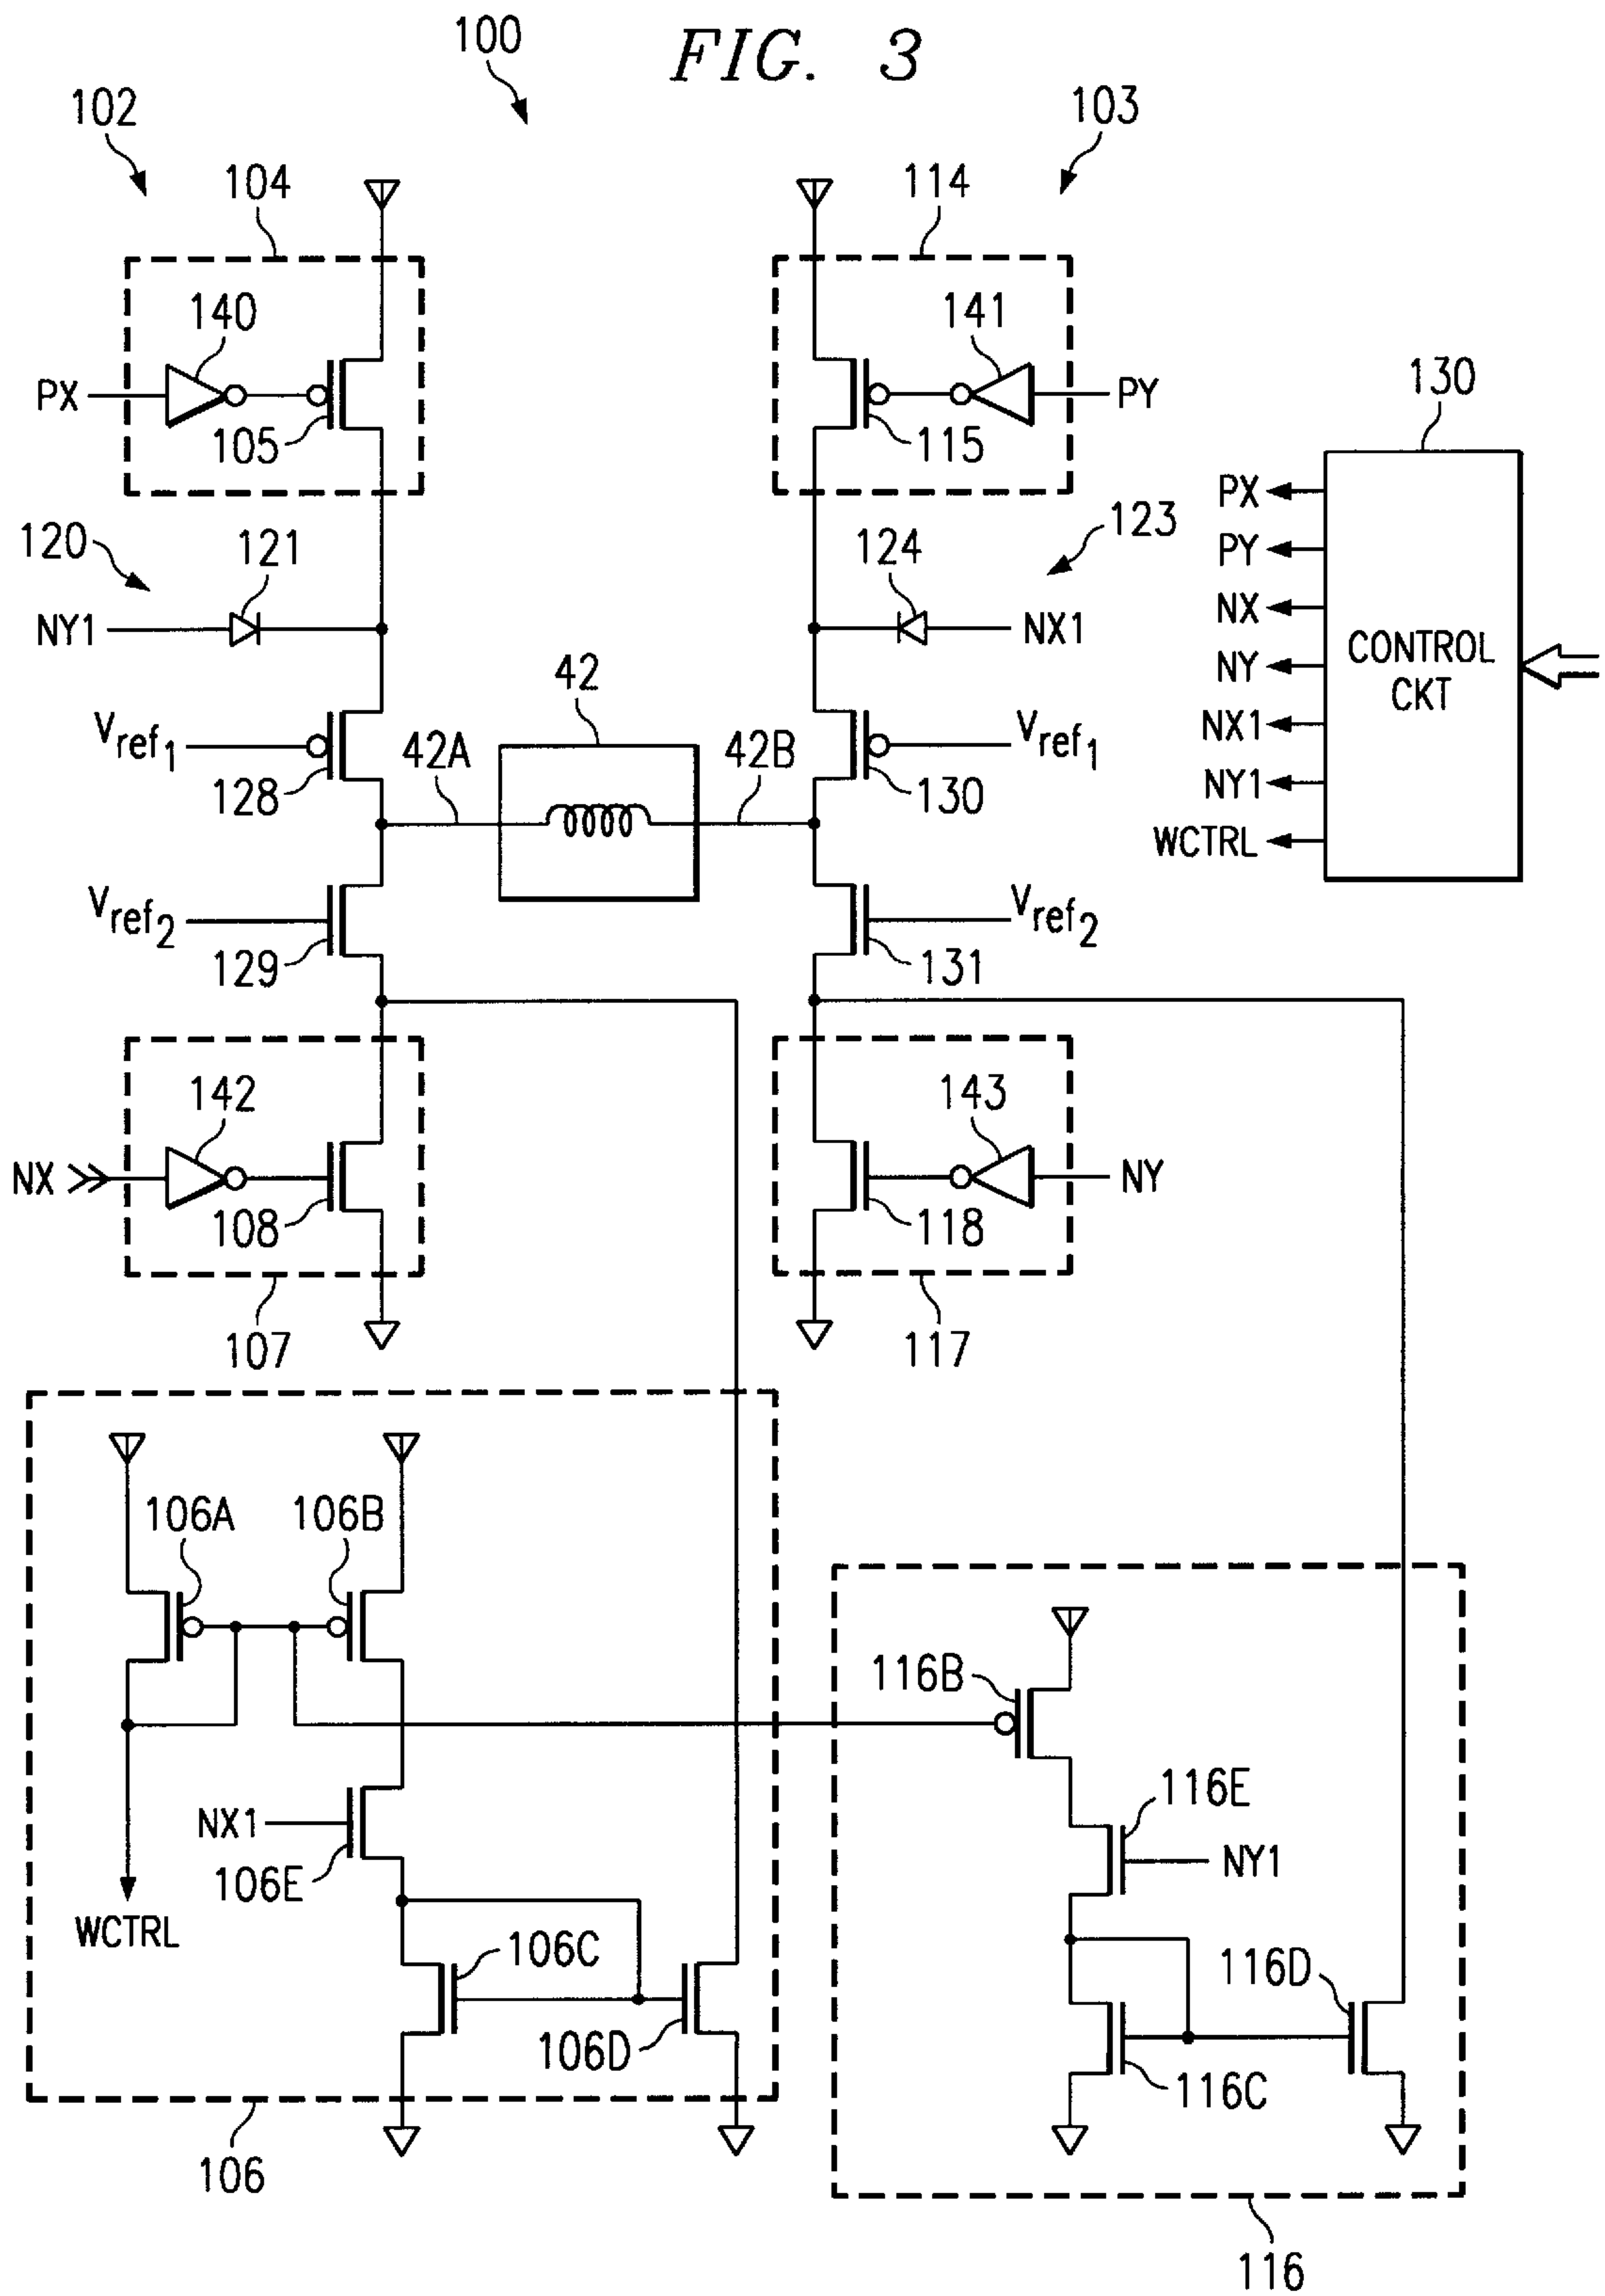 FIG. 3
100
102
103
104
114
140
141
PX
PY
105
115
130
PX
PY
NX
NY
NX1
NY1
WCTRL
CONTROL
CKT
120
121
124
123
NY1
NX1
42
Vref1
42A
42B
Vref1
128
130
Vref2
Vref2
129
131
142
143
NX
NY
108
118
107
117
106A
106B
116B
116E
NX1
NY1
106E
WCTRL
106C
116D
106D
116C
106
116